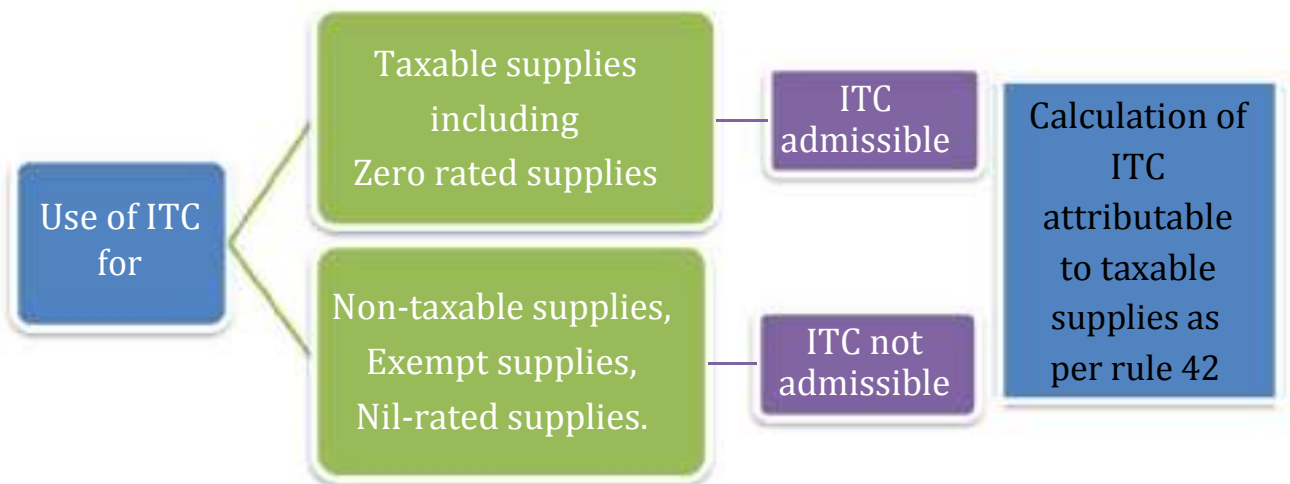 Use of ITC
for
Taxable supplies
including
Zero rated supplies
ITC
admissible
Non-taxable supplies,
Exempt supplies,
Nil-rated supplies.
ITC not
admissible
Calculation of
ITC
attributable
to taxable
supplies as
per rule 42